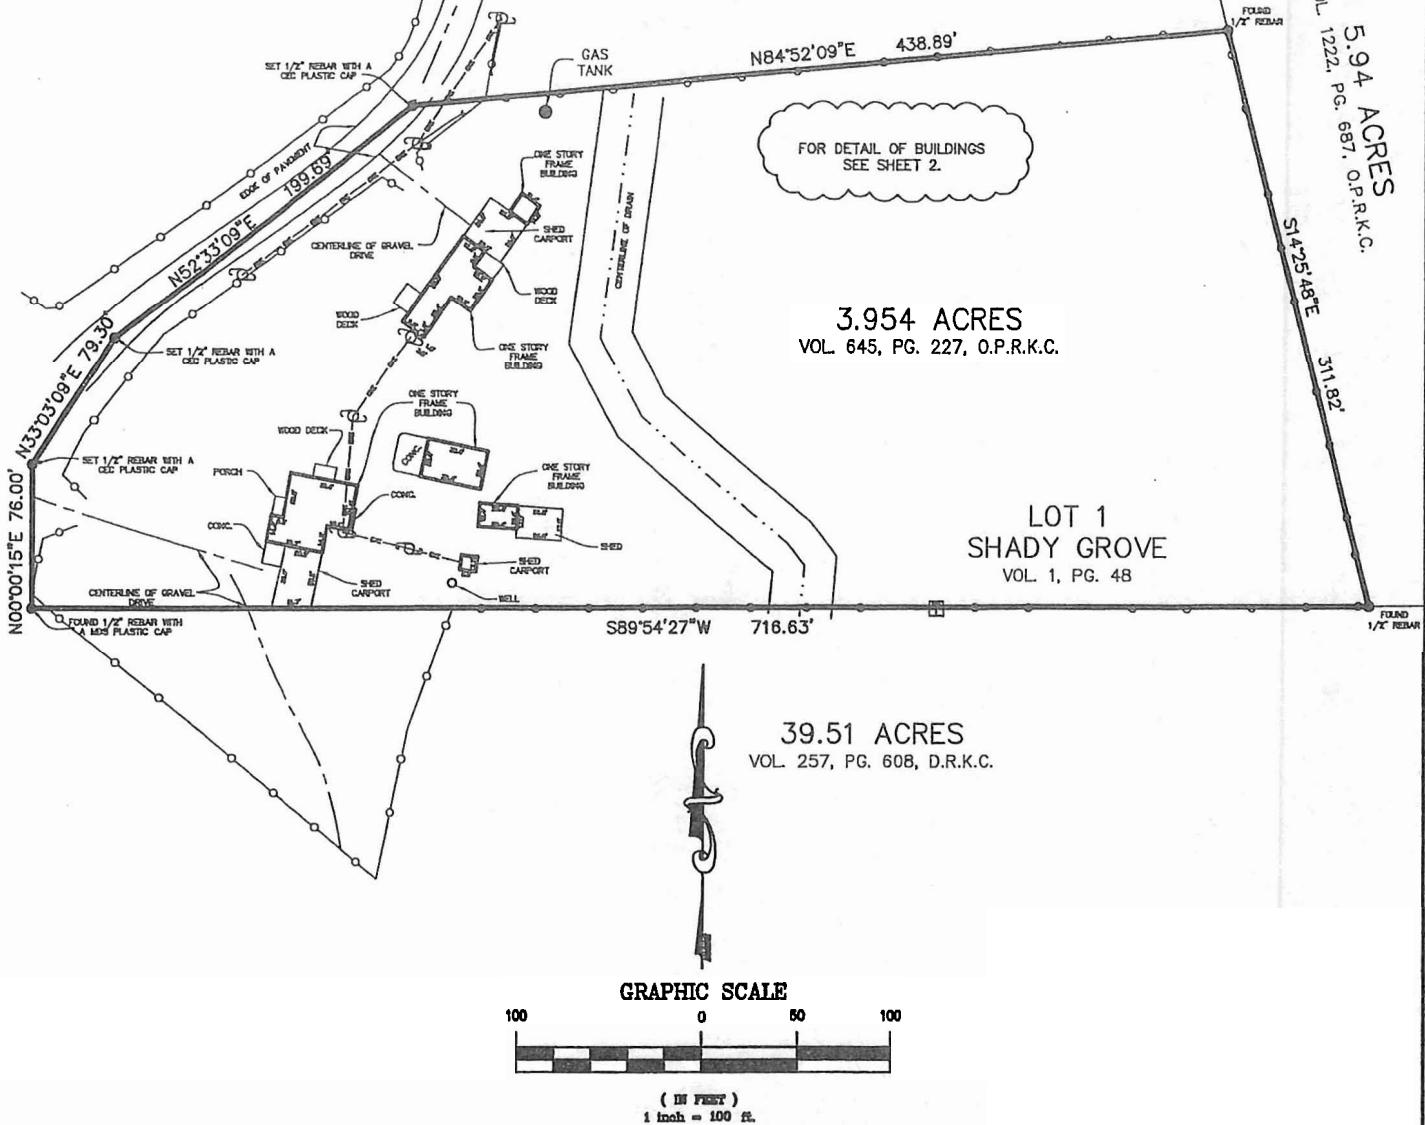 FOUND
1/2" REBAR
5.94 ACRES
1222, PG. 687, O.P.R.K.C.
N84°52'09"E 438.89'
GAS
TANK
SET 1/2" REBAR WITH A
CEC PLASTIC CAP
FOR DETAIL OF BUILDINGS
SEE SHEET 2.
EDGE OF PAVEMENT
N52°33'09"E 199.69'
ONE STORY
FRAME
BUILDING
SHED
CARPORT
CENTERLINE OF GRAVEL
DRIVE
CENTERLINE OF DRAIN
S14°25'48"E 311.82'
WOOD
DECK
WOOD
DECK
3.954 ACRES
VOL. 645, PG. 227, O.P.R.K.C.
N33°03'09"E 79.30'
SET 1/2" REBAR WITH A
CEC PLASTIC CAP
ONE STORY
FRAME
BUILDING
ONE STORY
FRAME
BUILDING
WOOD DECK
CONC.
SET 1/2" REBAR WITH A
CEC PLASTIC CAP
PORCH
ONE STORY
FRAME
BUILDING
CONC.
N00°00'15"E 76.00'
CONC.
SHED
LOT 1
SHADY GROVE
VOL. 1, PG. 48
SHED
CARPORT
SHED
CARPORT
CENTERLINE OF GRAVEL
DRIVE
WELL
FOUND 1/2" REBAR WITH
A MDS PLASTIC CAP
S89°54'27"W 716.63'
FOUND
1/2" REBAR
39.51 ACRES
VOL. 257, PG. 608, D.R.K.C.
GRAPHIC SCALE
100 0 50 100
( IN FEET )
1 inch = 100 ft.